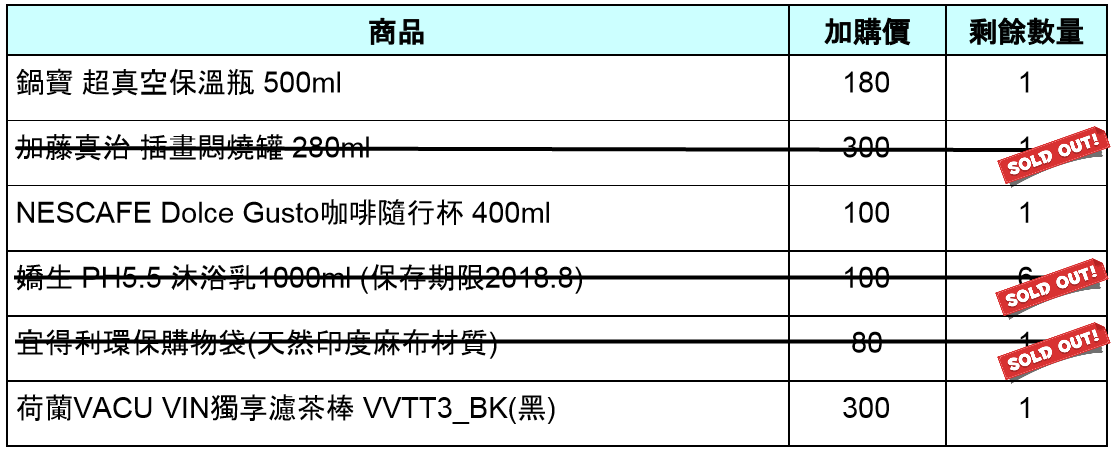 商品 加購價 剩餘數量
鍋寶 超真空保溫瓶 500ml 180 1
加藤真治 插畫悶燒罐 280ml 300 1 SOLD OUT!
NESCAFE Dolce Gusto咖啡隨行杯 400ml 100 1
嬌生 PH5.5 沐浴乳1000ml (保存期限2018.8) 100 6 SOLD OUT!
宜得利環保購物袋(天然印度麻布材質) 80 1 SOLD OUT!
荷蘭VACU VIN獨享濾茶棒 VVTT3_BK(黑) 300 1